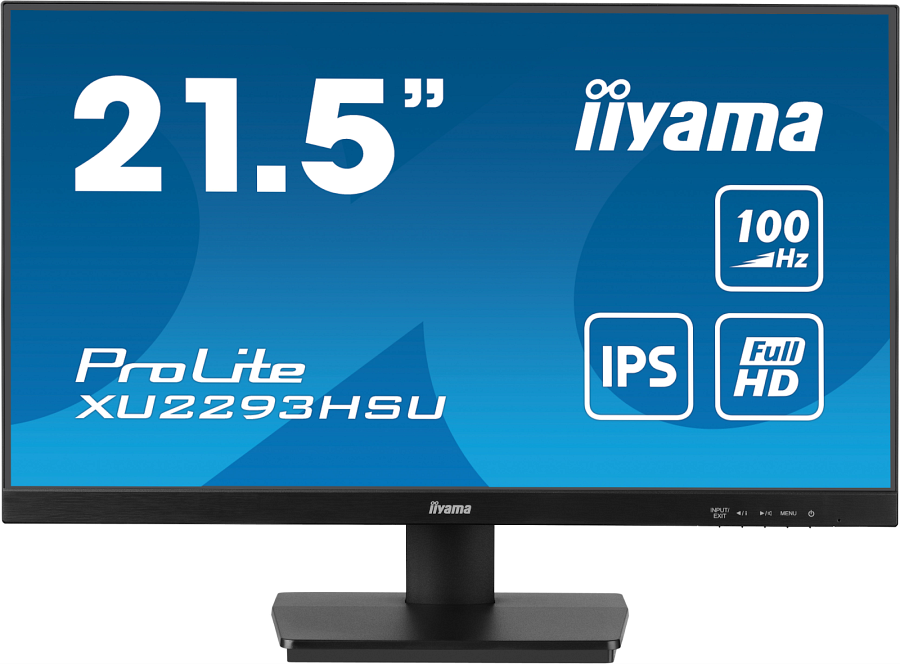 21.5”
iiyama
100
Hz
IPS
Full
HD
ProLite
XU2293HSU
iiyama
INPUT/
EXIT
◄/i
►/
MENU
⏻